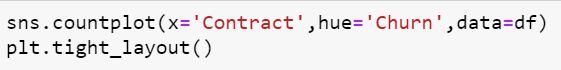 sns.countplot(x='Contract',hue='Churn',data=df)
plt.tight_layout()